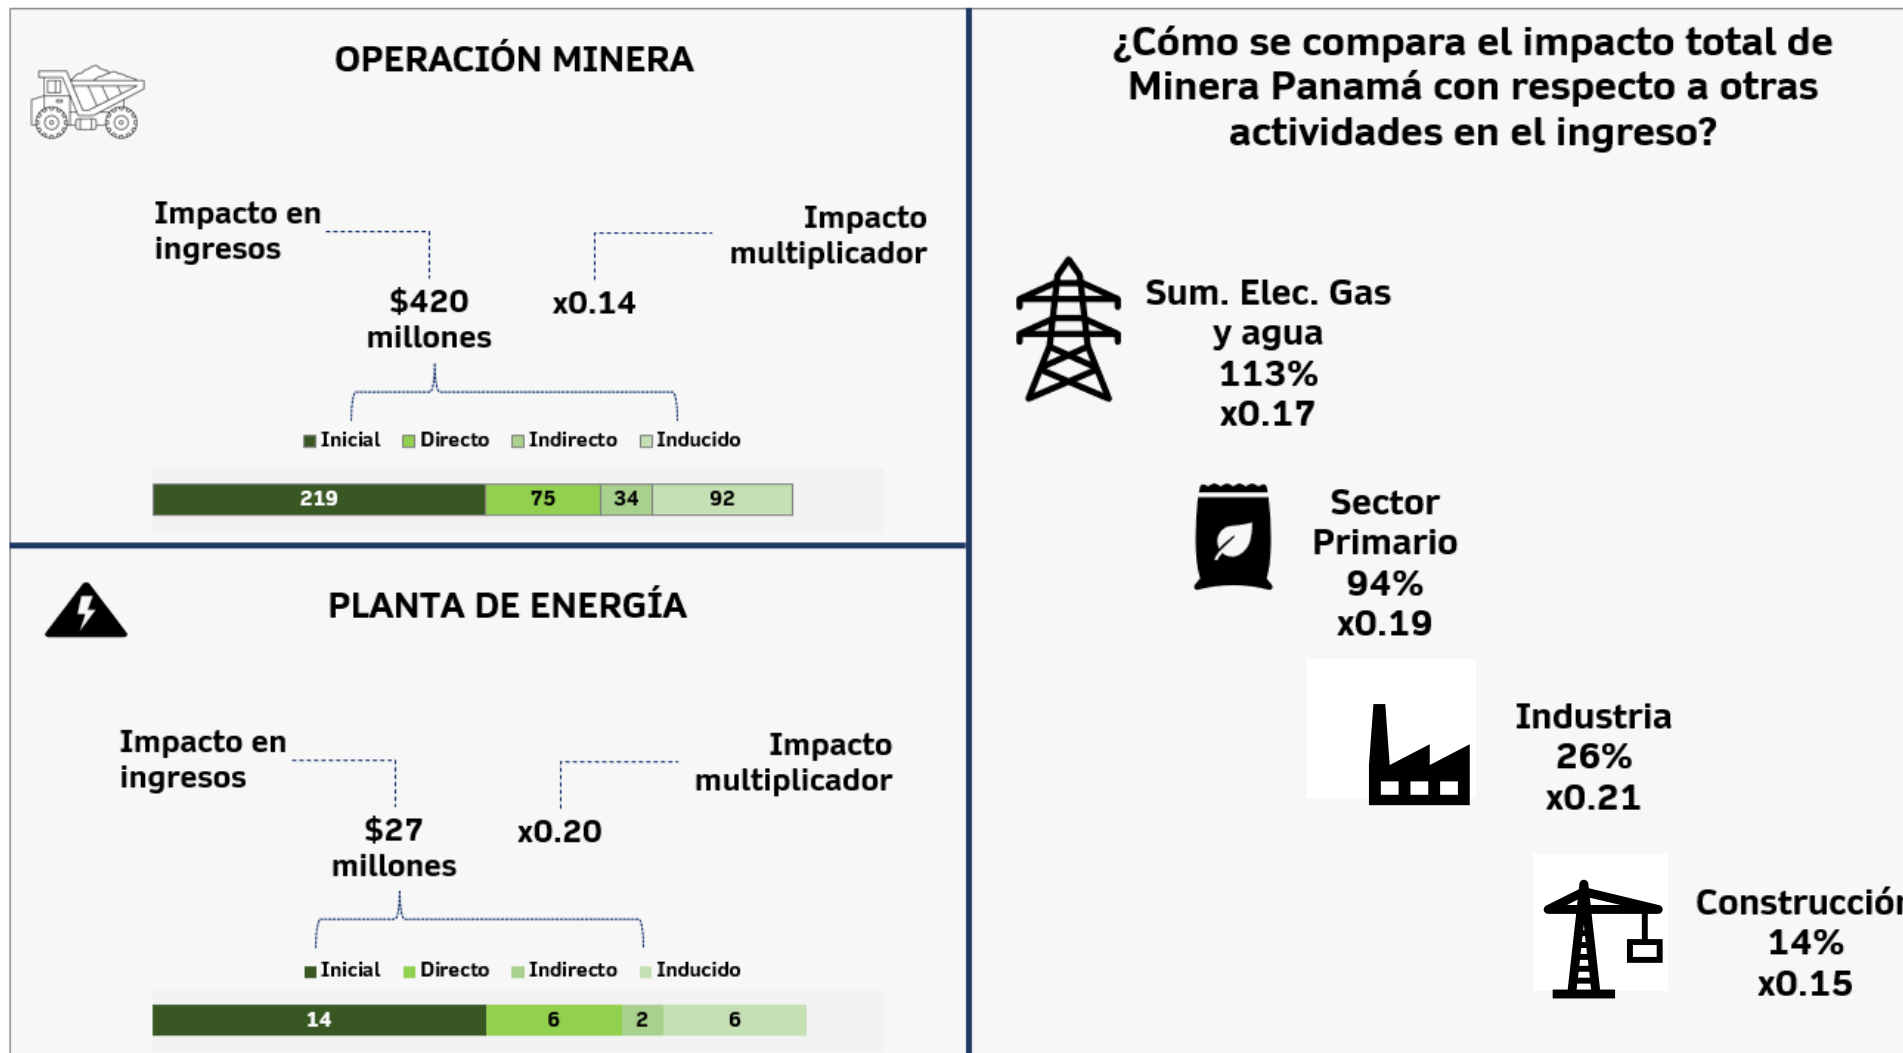 OPERACIÓN MINERA
Impacto en
ingresos
Impacto
multiplicador
$420
millones
x0.14
Inicial Directo Indirecto Inducido
219 75 34 92
PLANTA DE ENERGÍA
Impacto en
ingresos
Impacto
multiplicador
$27
millones
x0.20
Inicial Directo Indirecto Inducido
14 6 2 6
¿Cómo se compara el impacto total de
Minera Panamá con respecto a otras
actividades en el ingreso?
Sum. Elec. Gas
y agua
113%
x0.17
Sector
Primario
94%
x0.19
Industria
26%
x0.21
Construcción
14%
x0.15